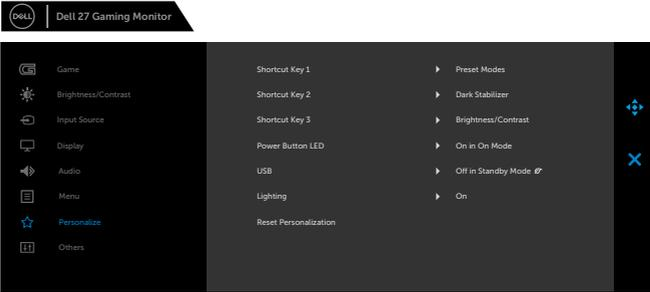 DELL | Dell 27 Gaming Monitor
Game
Shortcut Key 1 Preset Modes
Brightness/Contrast
Shortcut Key 2 Dark Stabilizer
Input Source
Shortcut Key 3 Brightness/Contrast
Display
Power Button LED On in On Mode
Audio
USB Off in Standby Mode
Menu
Lighting On
Personalize
Reset Personalization
Others